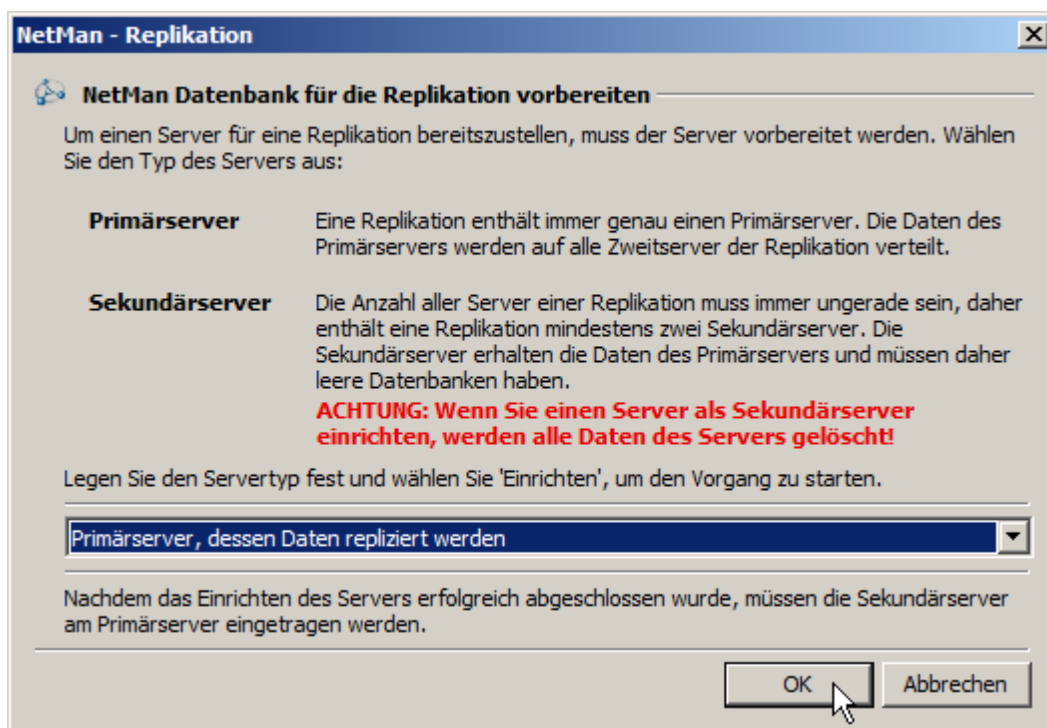 NetMan - Replikation
NetMan Datenbank für die Replikation vorbereiten
Um einen Server für eine Replikation bereitszustellen, muss der Server vorbereitet werden. Wählen
Sie den Typ des Servers aus:
Primärserver Eine Replikation enthält immer genau einen Primärserver. Die Daten des
Primärservers werden auf alle Zweitserver der Replikation verteilt.
Sekundärserver Die Anzahl aller Server einer Replikation muss immer ungerade sein, daher
enthält eine Replikation mindestens zwei Sekundärserver. Die
Sekundärserver erhalten die Daten des Primärservers und müssen daher
leere Datenbanken haben.
ACHTUNG: Wenn Sie einen Server als Sekundärserver
einrichten, werden alle Daten des Servers gelöscht!
Legen Sie den Servertyp fest und wählen Sie 'Einrichten', um den Vorgang zu starten.
Primärserver, dessen Daten repliziert werden
Nachdem das Einrichten des Servers erfolgreich abgeschlossen wurde, müssen die Sekundärserver
am Primärserver eingetragen werden.
OK Abbrechen